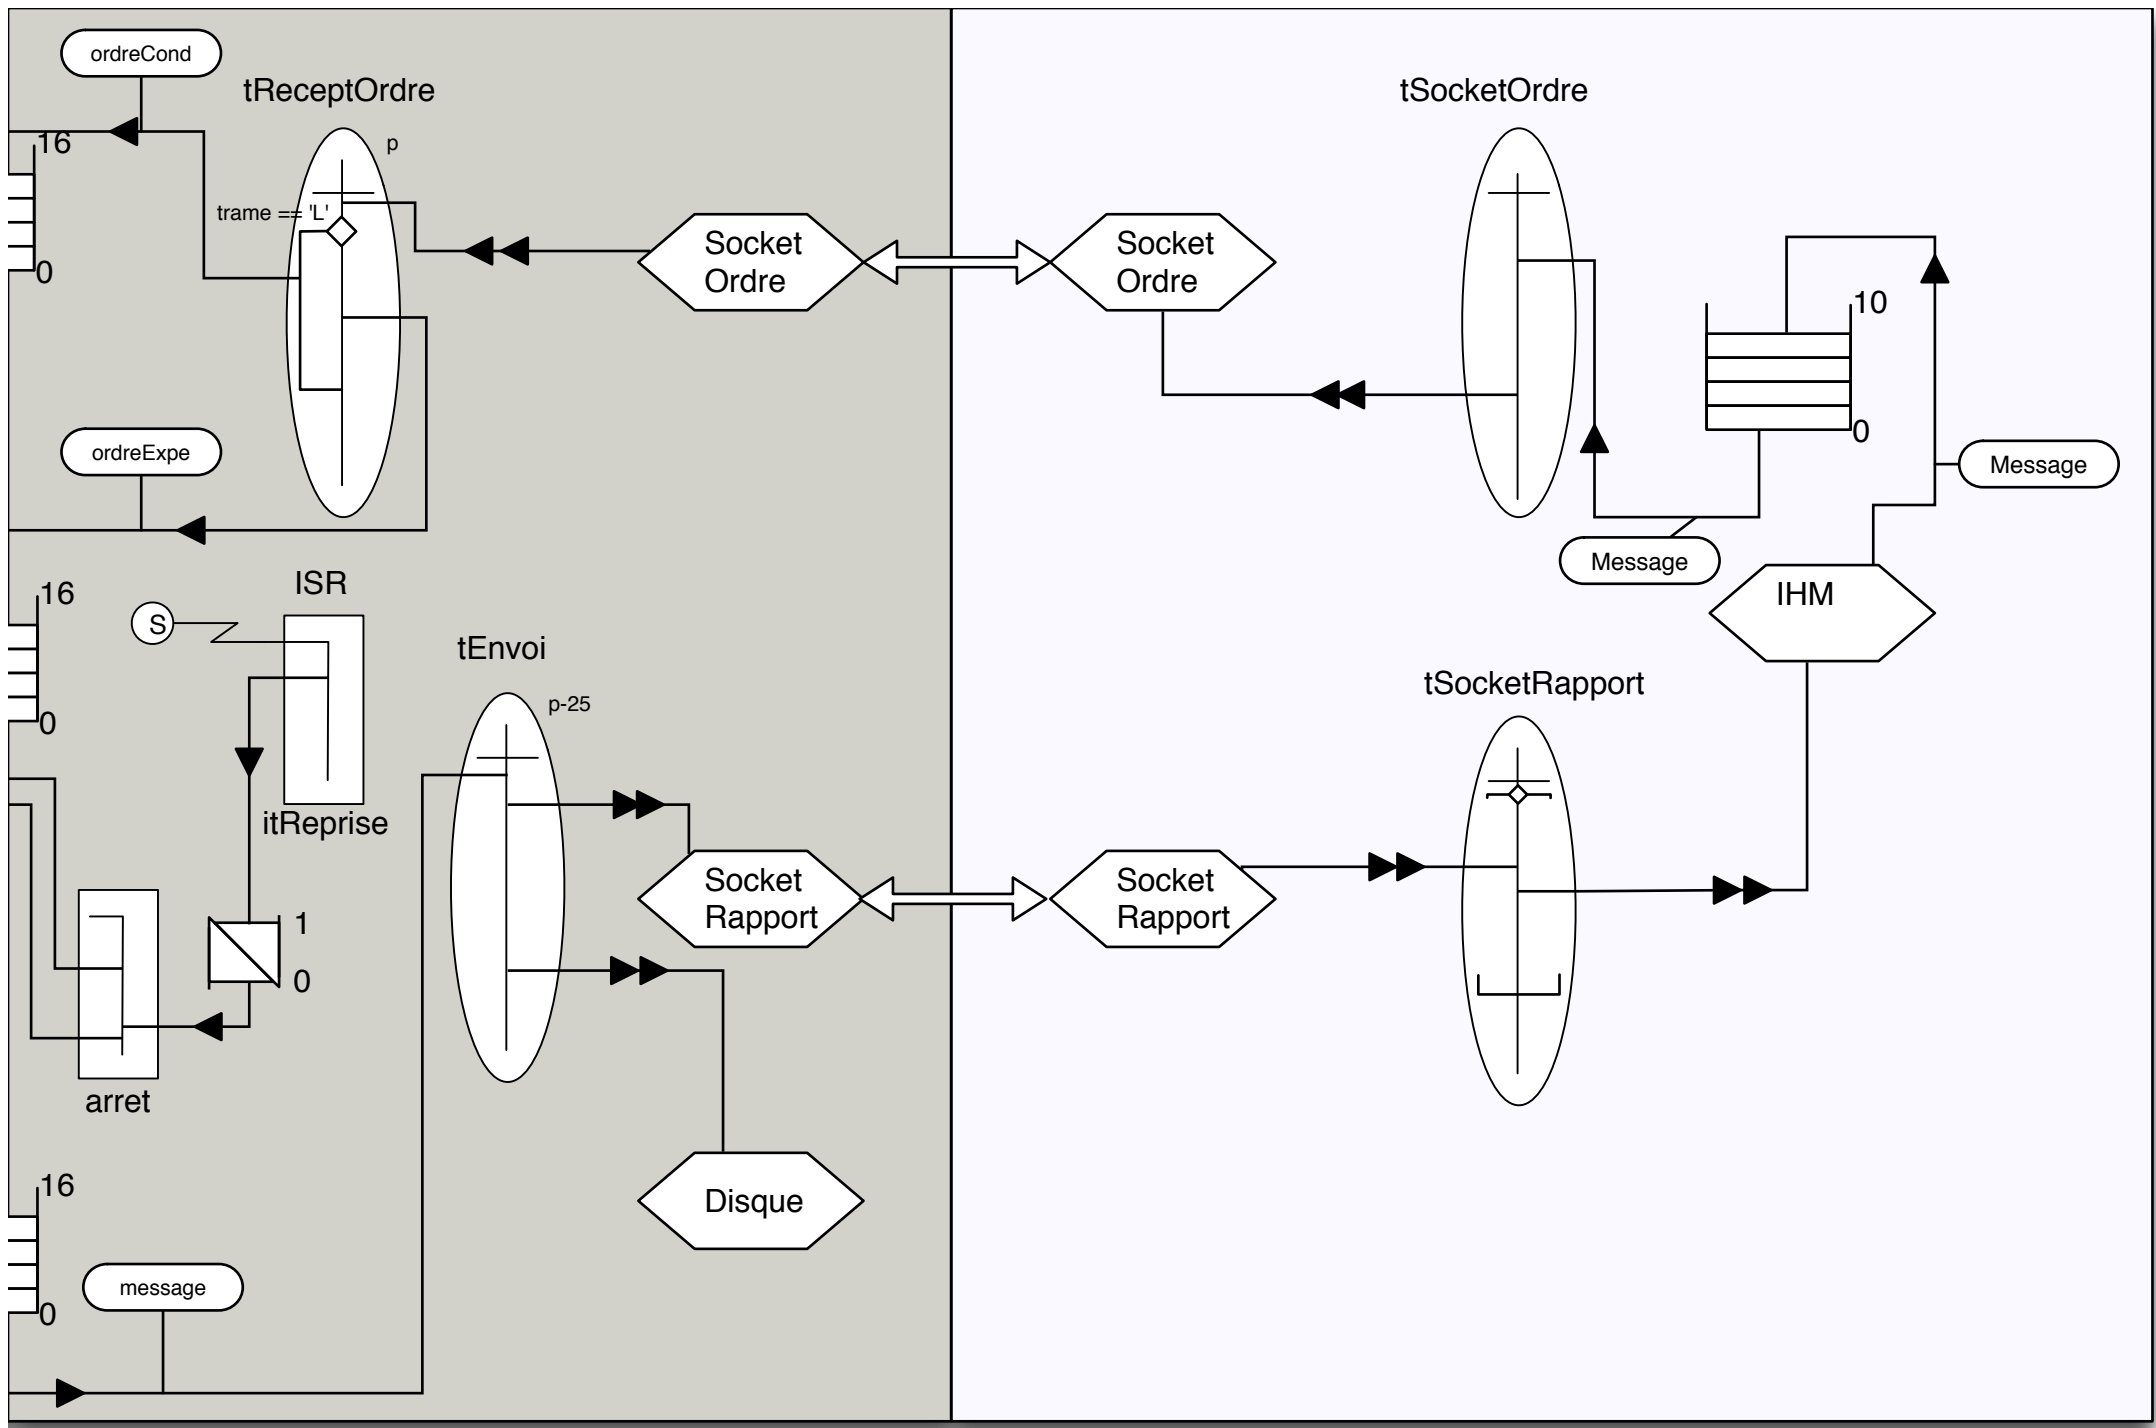 ordreCond
tReceptOrdre
tSocketOrdre
p
16
trame == 'L'
0
Socket
Ordre
Socket
Ordre
10
0
ordreExpe
Message
Message
ISR
16
S
IHM
tEnvoi
tSocketRapport
p-25
0
itReprise
Socket
Rapport
Socket
Rapport
1
0
arret
16
Disque
message
0